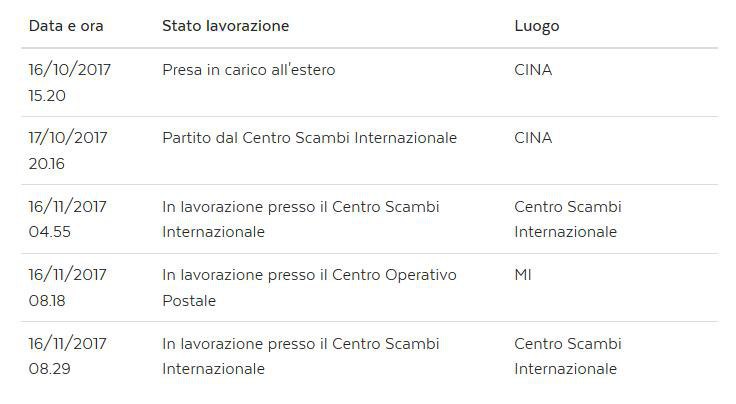 Data e ora Stato lavorazione Luogo
16/10/2017 Presa in carico all'estero CINA
15.20
17/10/2017 Partito dal Centro Scambi Internazionale CINA
20.16
16/11/2017 In lavorazione presso il Centro Scambi Centro Scambi
04.55 Internazionale Internazionale
16/11/2017 In lavorazione presso il Centro Operativo MI
08.18 Postale
16/11/2017 In lavorazione presso il Centro Scambi Centro Scambi
08.29 Internazionale Internazionale